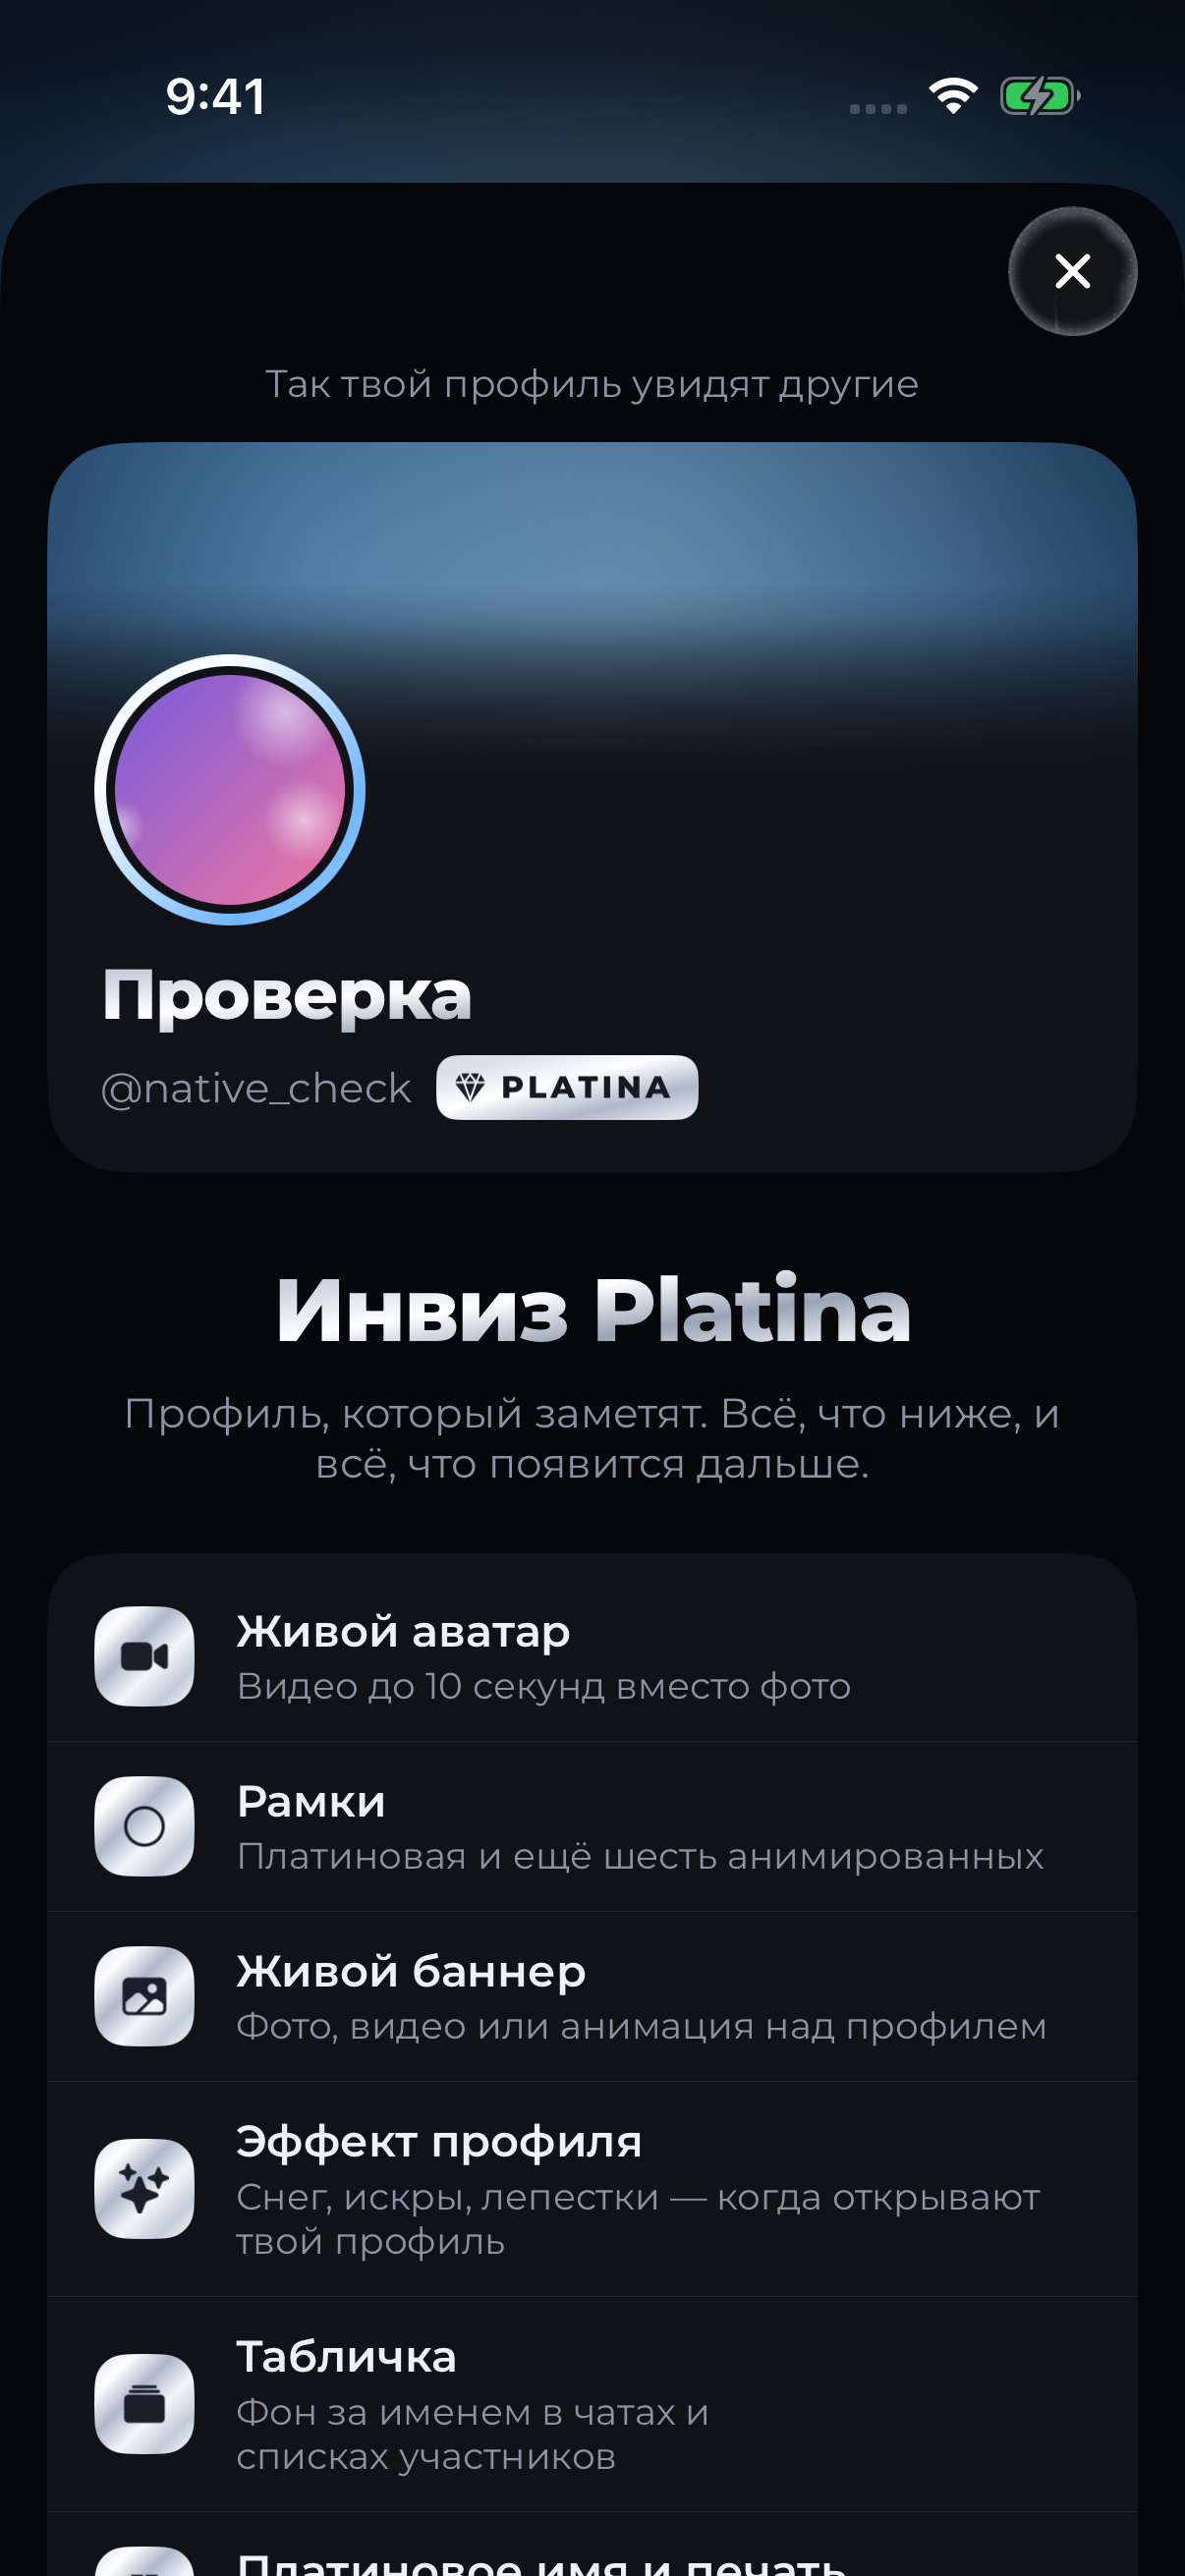 9:41
Так твой профиль увидят другие
Проверка
@native_check PLATINA
Инвиз Platina
Профиль, который заметят. Всё, что ниже, и
всё, что появится дальше.
Живой аватар
Видео до 10 секунд вместо фото
Рамки
Платиновая и ещё шесть анимированных
Живой баннер
Фото, видео или анимация над профилем
Эффект профиля
Снег, искры, лепестки — когда открывают
твой профиль
Табличка
Фон за именем в чатах и
списках участников
Платиновое имя и печать